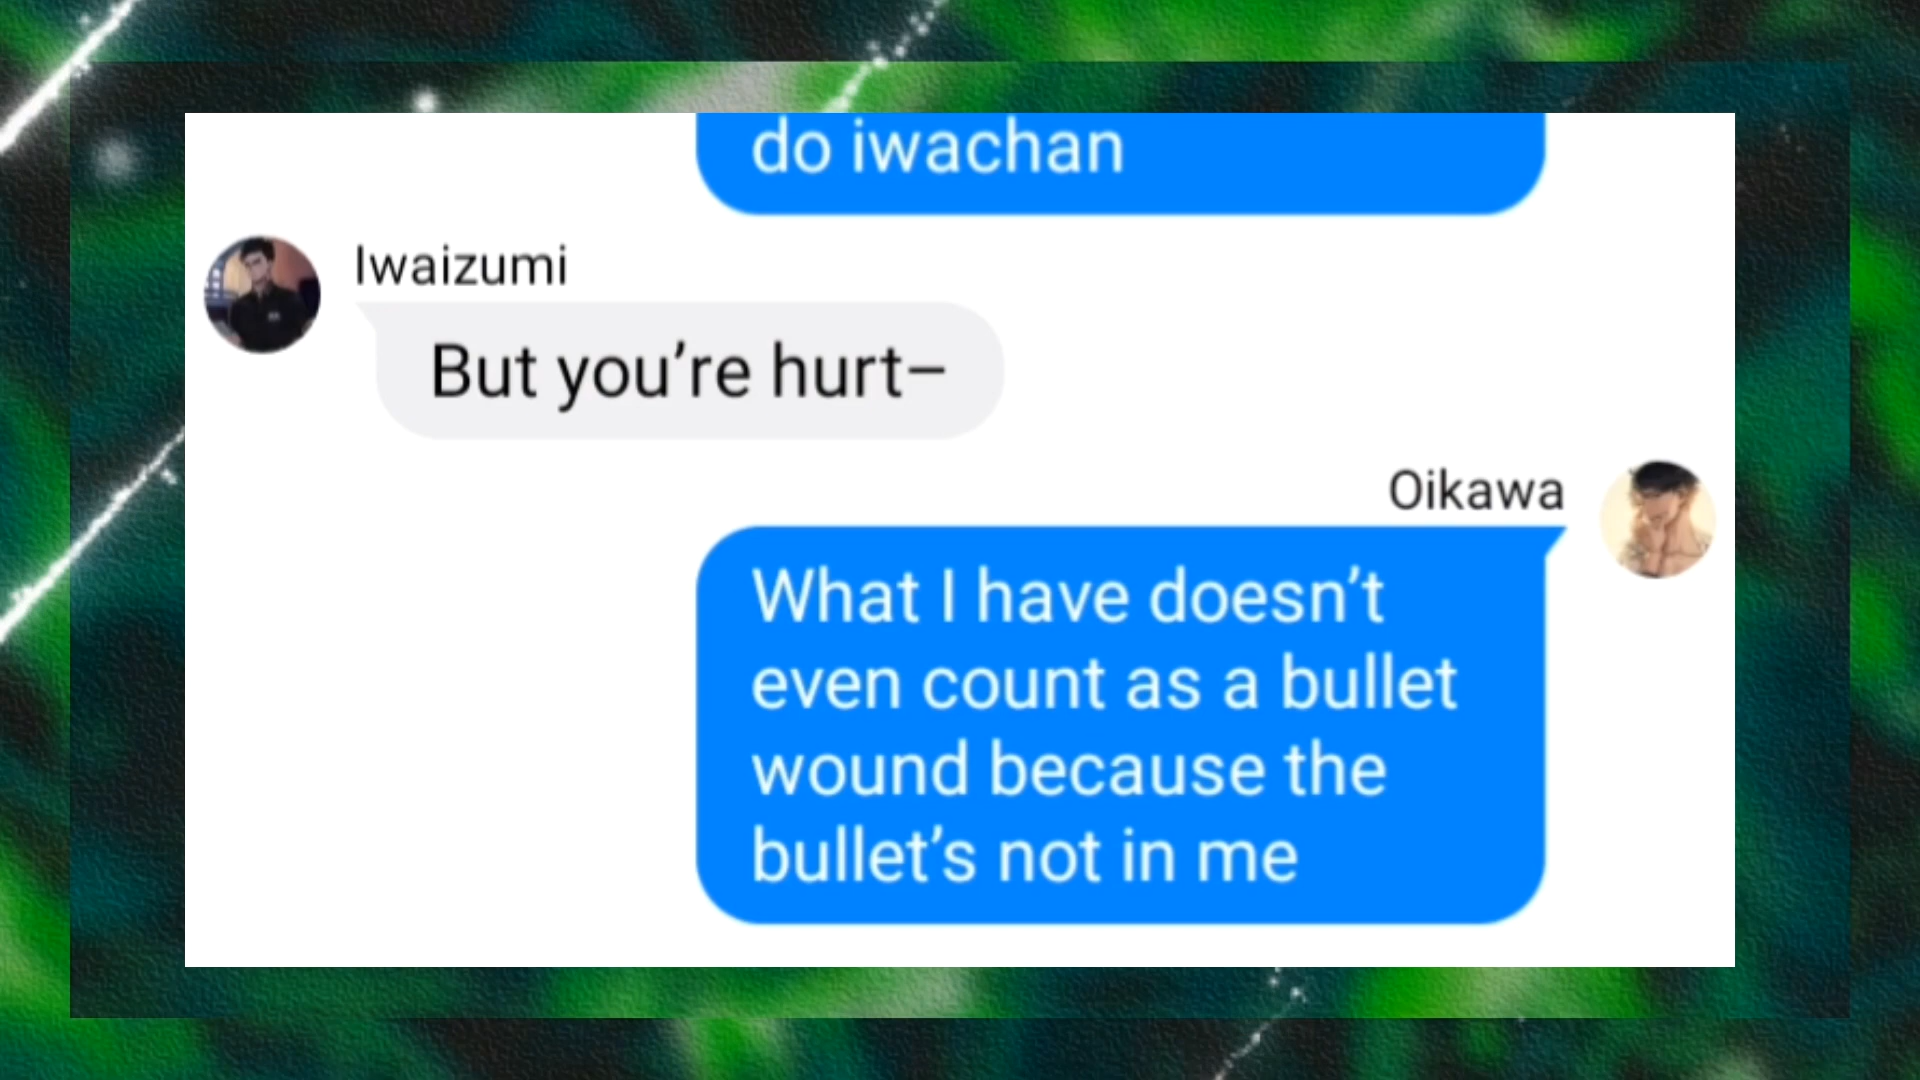 do iwachan
Iwaizumi
But you’re hurt–
Oikawa
What I have doesn’t
even count as a bullet
wound because the
bullet’s not in me